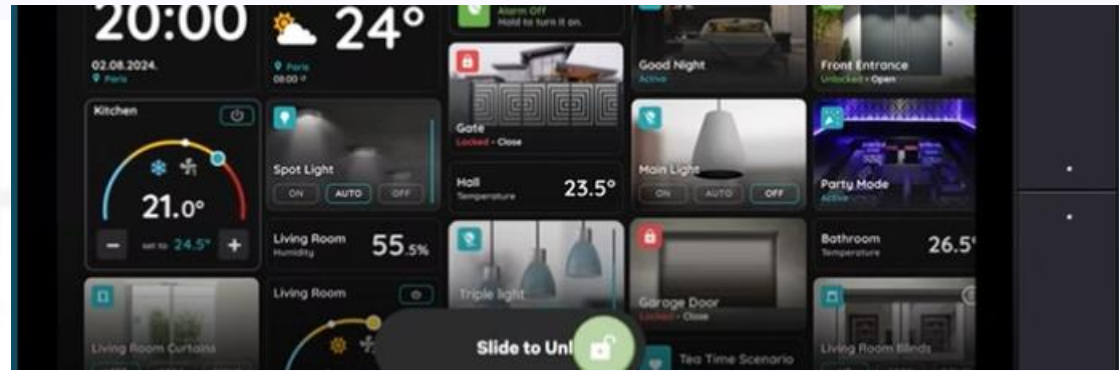 20:00
02.08.2024.
Paris
24°
Paris
08:00
Alarm Off
Hold to turn it on.
Good Night
Active
Front Entrance
Unlocked • Open
Kitchen
21.0°
SET TO 24.5°
Spot Light
ON AUTO OFF
Gate
Locked • Close
Hall
Temperature
23.5°
Main Light
ON AUTO OFF
Party Mode
Active
Living Room
Humidity
55.5%
Triple light
Garage Door
Locked • Close
Bathroom
Temperature
26.5°
Living Room Curtains
Living Room
Slide to Unl
Tea Time Scenario
Living Room Blinds